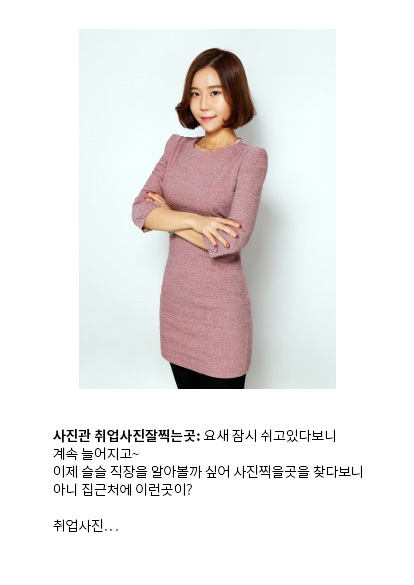 사진관 취업사진잘찍는곳: 요새 잠시 쉬고있다보니
계속 늘어지고~
이제 슬슬 직장을 알아볼까 싶어 사진찍을곳을 찾다보니
아니 집근처에 이런곳이?
취업사진…